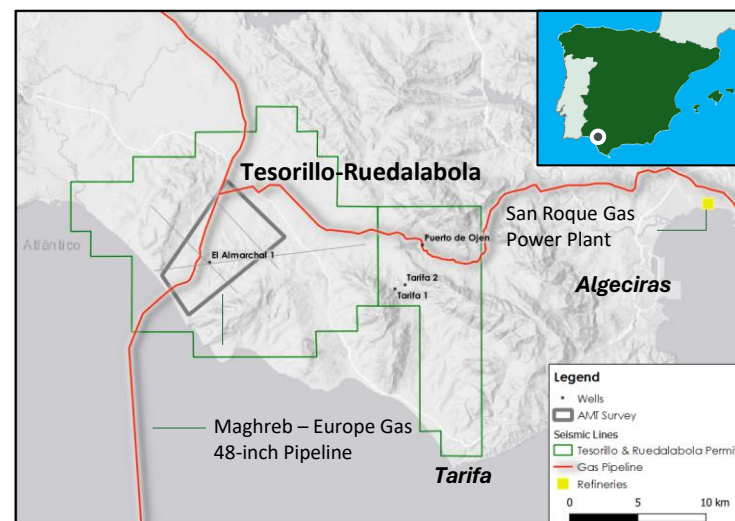 Tesorillo-Ruedalabola
San Roque Gas
Power Plant
Atlántico
Puerto de Ojen
El Almarchal 1
Algeciras
Tarifa 2
Tarifa 1
Maghreb – Europe Gas
48-inch Pipeline
Tarifa
Legend
Wells
AMT Survey
Seismic Lines
Tesorillo & Ruedalabola Permi
Gas Pipeline
Refineries
0 5 10 km